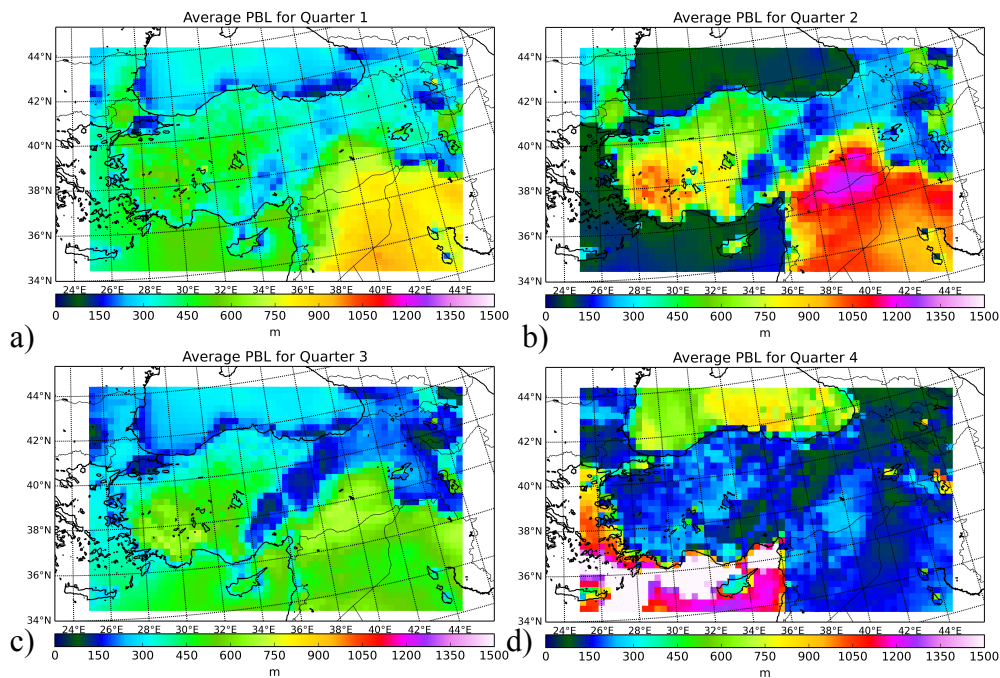 Average PBL for Quarter 1
44°N
42°N
40°N
38°N
36°N
34°N
24°E 26°E 28°E 30°E 32°E 34°E 36°E 38°E 40°E 42°E 44°E
0 150 300 450 600 750 900 1050 1200 1350 1500
m
a)
Average PBL for Quarter 2
44°N
42°N
40°N
38°N
36°N
34°N
24°E 26°E 28°E 30°E 32°E 34°E 36°E 38°E 40°E 42°E 44°E
0 150 300 450 600 750 900 1050 1200 1350 1500
m
b)
Average PBL for Quarter 3
44°N
42°N
40°N
38°N
36°N
34°N
24°E 26°E 28°E 30°E 32°E 34°E 36°E 38°E 40°E 42°E 44°E
0 150 300 450 600 750 900 1050 1200 1350 1500
m
c)
Average PBL for Quarter 4
44°N
42°N
40°N
38°N
36°N
34°N
24°E 26°E 28°E 30°E 32°E 34°E 36°E 38°E 40°E 42°E 44°E
0 150 300 450 600 750 900 1050 1200 1350 1500
m
d)